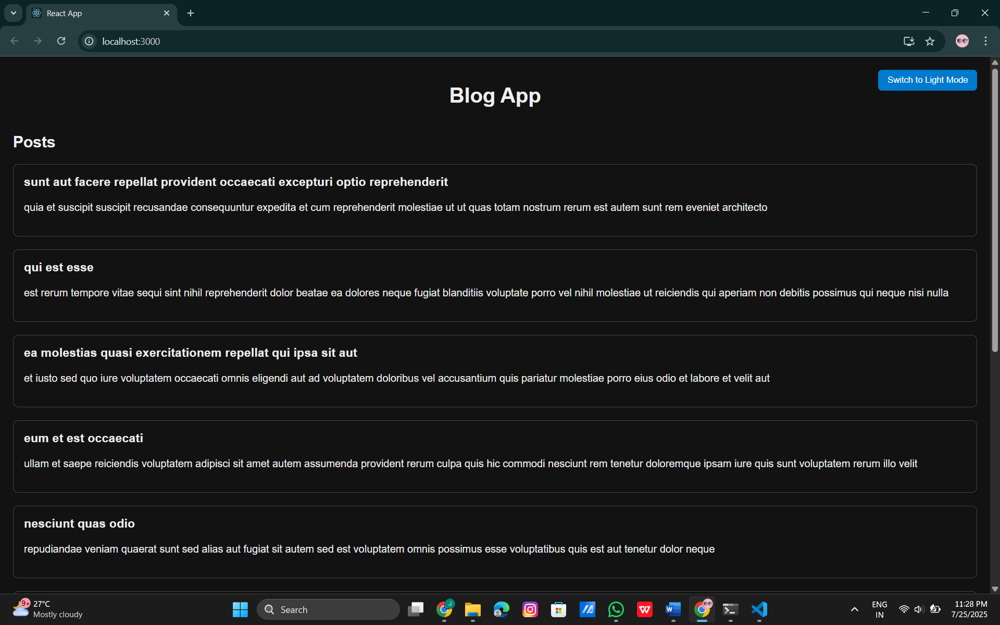 React App
localhost:3000
Switch to Light Mode
Blog App
Posts
sunt aut facere repellat provident occaecati excepturi optio reprehenderit
quia et suscipit suscipit recusandae consequuntur expedita et cum reprehenderit molestiae ut ut quas totam nostrum rerum est autem sunt rem eveniet architecto
qui est esse
est rerum tempore vitae sequi sint nihil reprehenderit dolor beatae ea dolores neque fugiat blanditiis voluptate porro vel nihil molestiae ut reiciendis qui aperiam non debitis possimus qui neque nisi nulla
ea molestias quasi exercitationem repellat qui ipsa sit aut
et iusto sed quo iure voluptatem occaecati omnis eligendi aut ad voluptatem doloribus vel accusantium quis pariatur molestiae porro eius odio et labore et velit aut
eum et est occaecati
ullam et saepe reiciendis voluptatem adipisci sit amet autem assumenda provident rerum culpa quis hic commodi nesciunt rem tenetur doloremque ipsam iure quis sunt voluptatem rerum illo velit
nesciunt quas odio
repudiandae veniam quaerat sunt sed alias aut fugiat sit autem sed est voluptatem omnis possimus esse voluptatibus quis est aut tenetur dolor neque
9+
27°C
Mostly cloudy
Search
J
W
W
ENG
IN
11:28 PM
7/25/2025